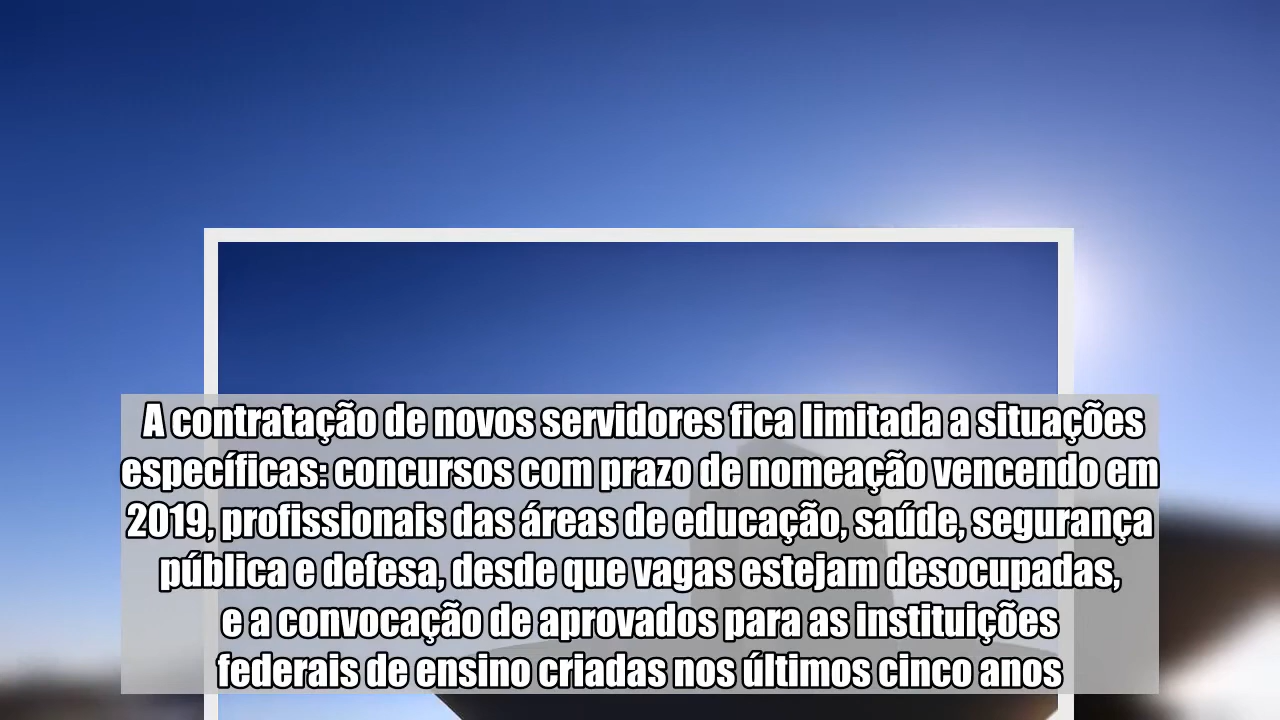 A contratação de novos servidores fica limitada a situações
específicas: concursos com prazo de nomeação vencendo em
2019, profissionais das áreas de educação, saúde, segurança
pública e defesa, desde que vagas estejam desocupadas,
e a convocação de aprovados para as instituições
federais de ensino criadas nos últimos cinco anos